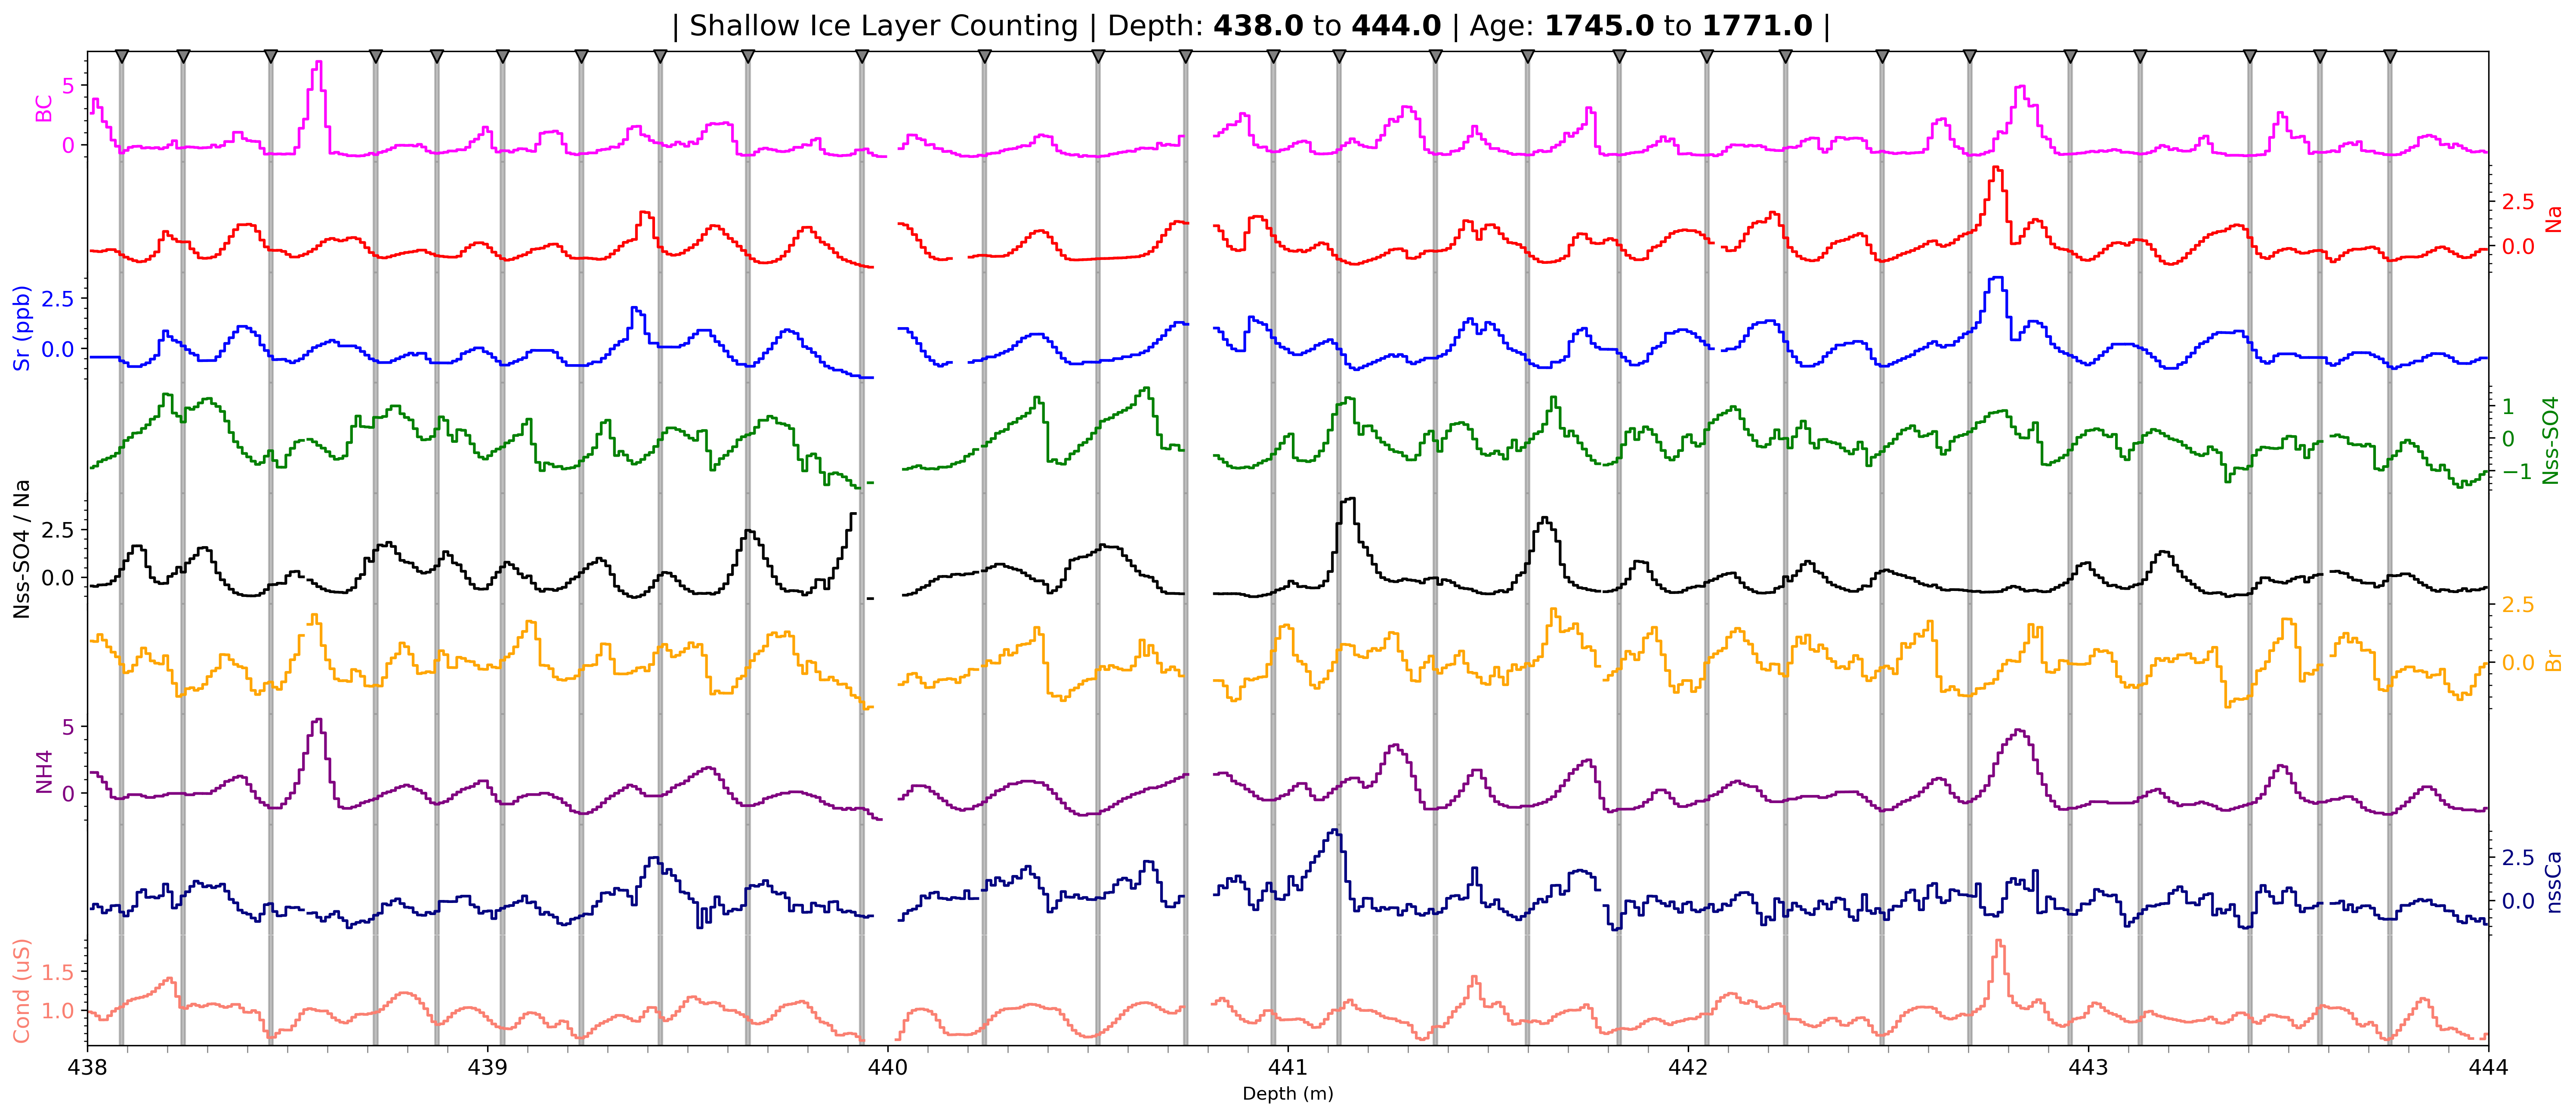 | Shallow Ice Layer Counting | Depth: 438.0 to 444.0 | Age: 1745.0 to 1771.0 |
BC
5
0
2.5
0.0
Na
Sr (ppb)
2.5
0.0
1
0
−1
Nss-SO4
Nss-SO4 / Na
2.5
0.0
2.5
0.0
Br
NH4
5
0
2.5
0.0
nssCa
Cond (uS)
1.5
1.0
438
439
440
441
442
443
444
Depth (m)